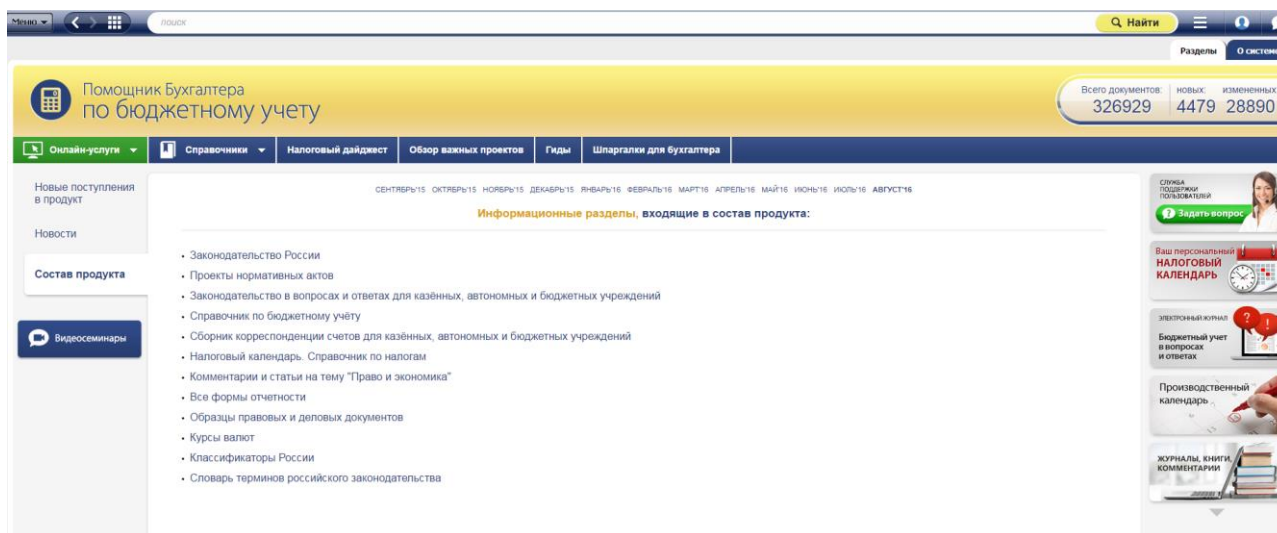 Меню
поиск
Найти
Разделы
О систем
Помощник Бухгалтера
по бюджетному учету
Всего документов: новых: измененных
326929 4479 28890
Онлайн-услуги Справочники Налоговый дайджест Обзор важных проектов Гиды Шпаргалки для бухгалтера
Новые поступления
в продукт
Новости
Состав продукта
Видеосеминары
СЕНТЯБРЬ'15 ОКТЯБРЬ'15 НОЯБРЬ'15 ДЕКАБРЬ'15 ЯНВАРЬ'16 ФЕВРАЛЬ'16 МАРТ'16 АПРЕЛЬ'16 МАЙ'16 ИЮНЬ'16 ИЮЛЬ'16 АВГУСТ'16
Информационные разделы, входящие в состав продукта:
• Законодательство России
• Проекты нормативных актов
• Законодательство в вопросах и ответах для казённых, автономных и бюджетных учреждений
• Справочник по бюджетному учёту
• Сборник корреспонденции счетов для казённых, автономных и бюджетных учреждений
• Налоговый календарь. Справочник по налогам
• Комментарии и статьи на тему "Право и экономика"
• Все формы отчетности
• Образцы правовых и деловых документов
• Курсы валют
• Классификаторы России
• Словарь терминов российского законодательства
СЛУЖБА
ПОДДЕРЖКИ
ПОЛЬЗОВАТЕЛЕЙ
Задать вопрос
Ваш персональный
НАЛОГОВЫЙ
КАЛЕНДАРЬ
ЭЛЕКТРОННЫЙ ЖУРНАЛ
Бюджетный учет
в вопросах
и ответах
Производственный
календарь
ЖУРНАЛЫ, КНИГИ,
КОММЕНТАРИИ